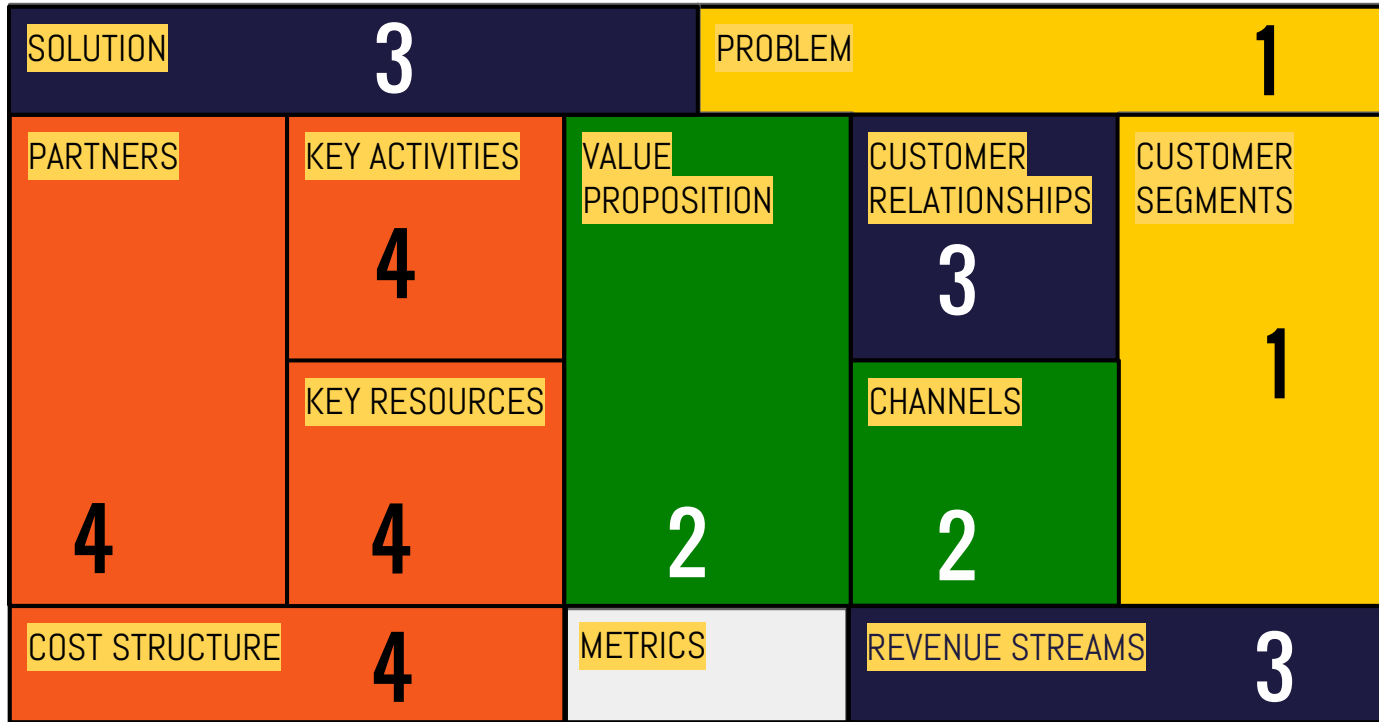 SOLUTION
3
PROBLEM
1
PARTNERS
4
KEY ACTIVITIES
4
KEY RESOURCES
4
VALUE
PROPOSITION
2
CUSTOMER
RELATIONSHIPS
3
CHANNELS
2
CUSTOMER
SEGMENTS
1
COST STRUCTURE
4
METRICS
REVENUE STREAMS
3